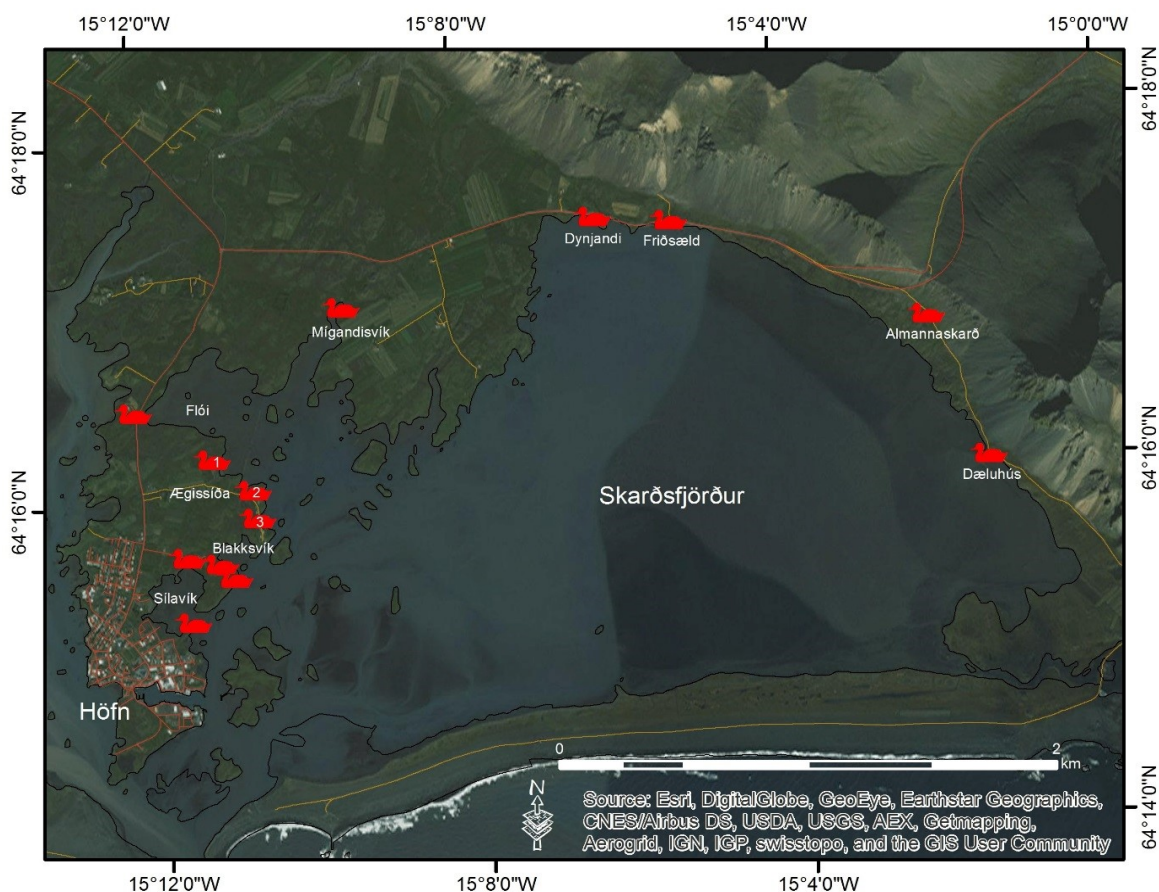 15°12'0"W 15°8'0"W 15°4'0"W 15°0'0"W
64°18'0"N
64°18'0"N
Dynjandi Friðsæld
Mígandisvík
Almannaskarð
Flói
1
64°16'0"N
Dæluhús
Ægissíða 2
Skarðsfjörður
64°16'0"N
3
Blakksvík
Sílavík
Höfn
0 2
km
N
Source: Esri, DigitalGlobe, GeoEye, Earthstar Geographics,
CNES/Airbus DS, USDA, USGS, AEX, Getmapping,
Aerogrid, IGN, IGP, swisstopo, and the GIS User Community
64°14'0"N
15°12'0"W 15°8'0"W 15°4'0"W